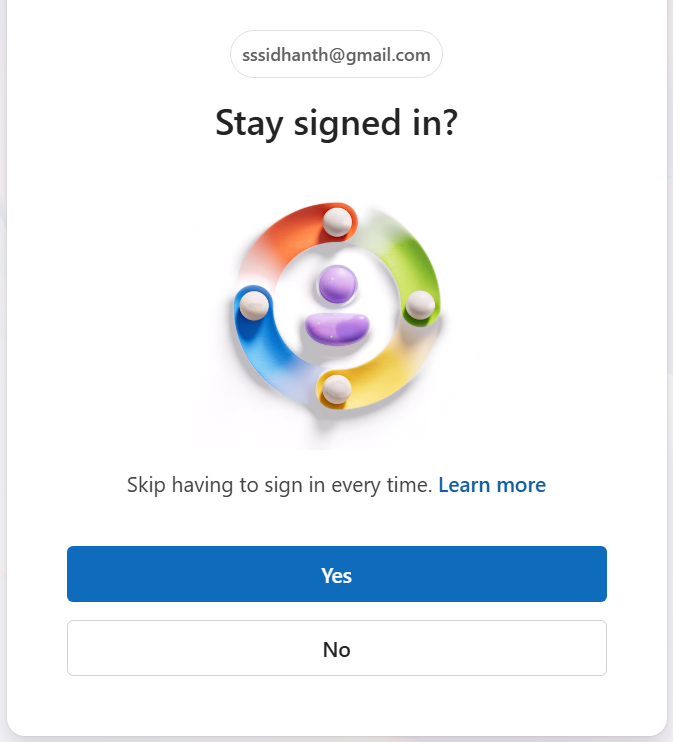 sssidhanth@gmail.com
Stay signed in?
Skip having to sign in every time. Learn more
Yes
No